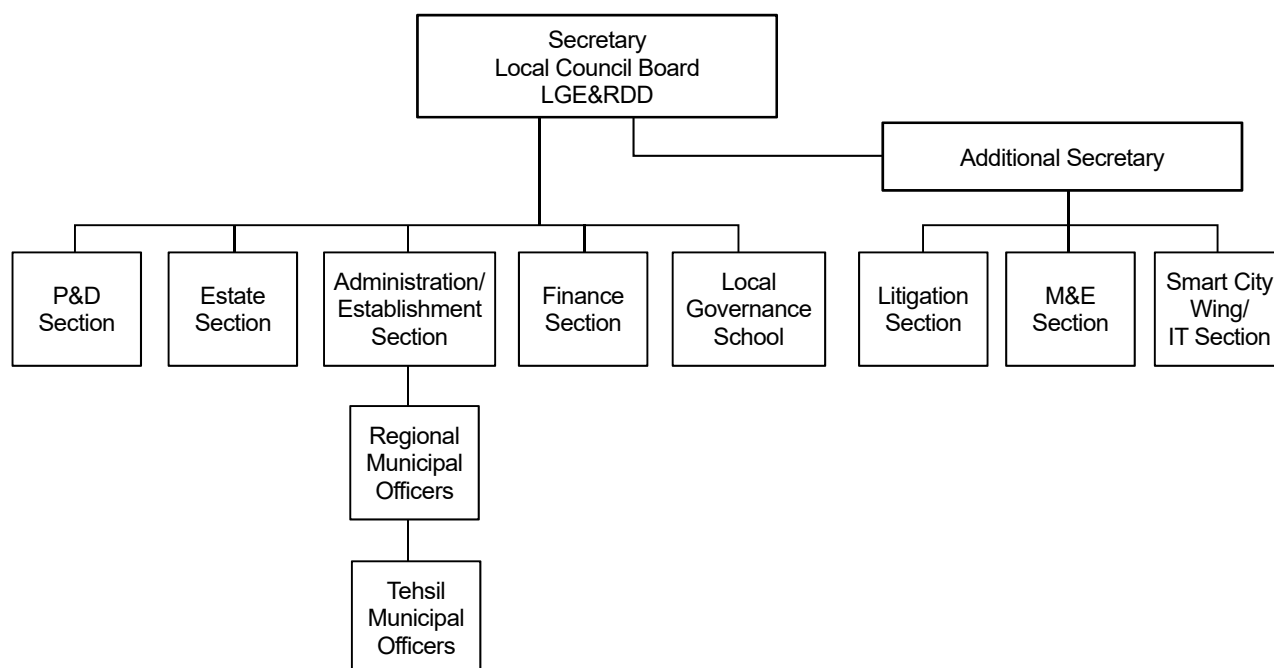 Secretary
Local Council Board
LGE&RDD
Additional Secretary
P&D
Section
Estate
Section
Administration/
Establishment
Section
Finance
Section
Local
Governance
School
Litigation
Section
M&E
Section
Smart City
Wing/
IT Section
Regional
Municipal
Officers
Tehsil
Municipal
Officers